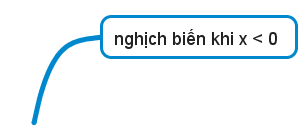 nghịch biến khi x < 0